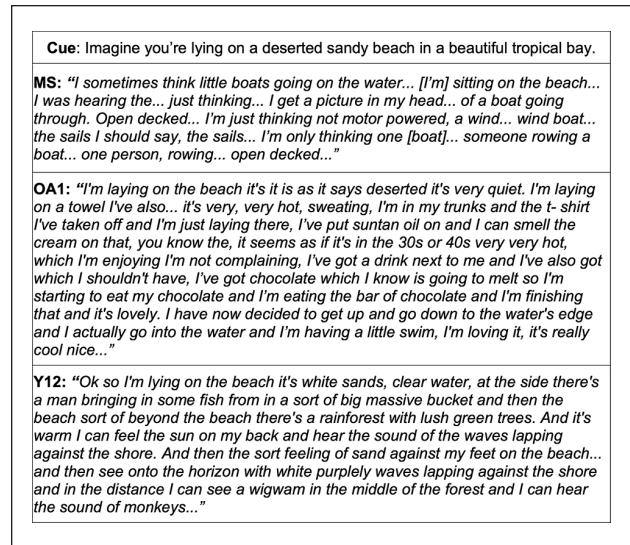 Cue: Imagine you're lying on a deserted sandy beach in a beautiful tropical bay.
MS: “I sometimes think little boats going on the water... [I’m] sitting on the beach...
I was hearing the... just thinking... I get a picture in my head... of a boat going
through. Open decked... I’m just thinking not motor powered, a wind... wind boat...
the sails I should say, the sails... I’m only thinking one [boat]... someone rowing a
boat... one person, rowing... open decked...”
OA1: “I'm laying on the beach it's it is as it says deserted it's very quiet. I'm laying
on a towel I've also... it's very, very hot, sweating, I'm in my trunks and the t- shirt
I've taken off and I'm just laying there, I’ve put suntan oil on and I can smell the
cream on that, you know the, it seems as if it's in the 30s or 40s very very hot,
which I'm enjoying I'm not complaining, I’ve got a drink next to me and I've also got
which I shouldn't have, I’ve got chocolate which I know is going to melt so I'm
starting to eat my chocolate and I’m eating the bar of chocolate and I'm finishing
that and it's lovely. I have now decided to get up and go down to the water's edge
and I actually go into the water and I’m having a little swim, I'm loving it, it's really
cool nice...”
Y12: “Ok so I'm lying on the beach it's white sands, clear water, at the side there's
a man bringing in some fish from in a sort of big massive bucket and then the
beach sort of beyond the beach there's a rainforest with lush green trees. And it's
warm I can feel the sun on my back and hear the sound of the waves lapping
against the shore. And then the sort feeling of sand against my feet on the beach...
and then see onto the horizon with white purplely waves lapping against the shore
and in the distance I can see a wigwam in the middle of the forest and I can hear
the sound of monkeys...”